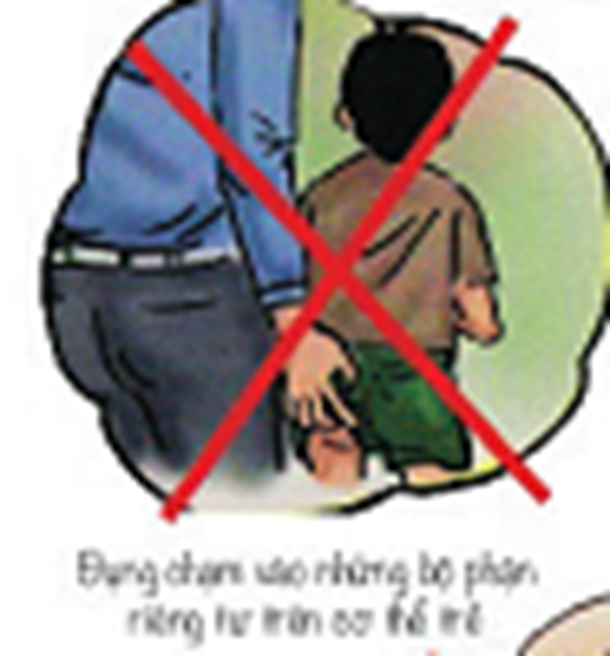 Đụng chạm vào những bộ phận
riêng tư trên cơ thể trẻ